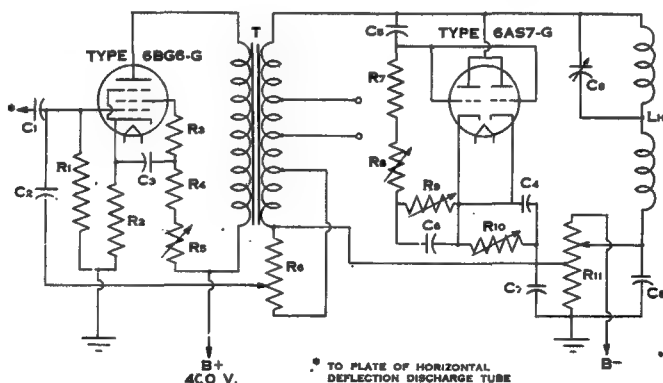 TYPE 6BG6-G
T
C5
TYPE 6AS7-G
* C1
R7
C8
R3
LH
C2
R1
C3
R4
R8
R2
R9
C4
R5
C6
R10
R6
R11
C7
B+
400 V.
B-
* TO PLATE OF HORIZONTAL
DEFLECTION DISCHARGE TUBE